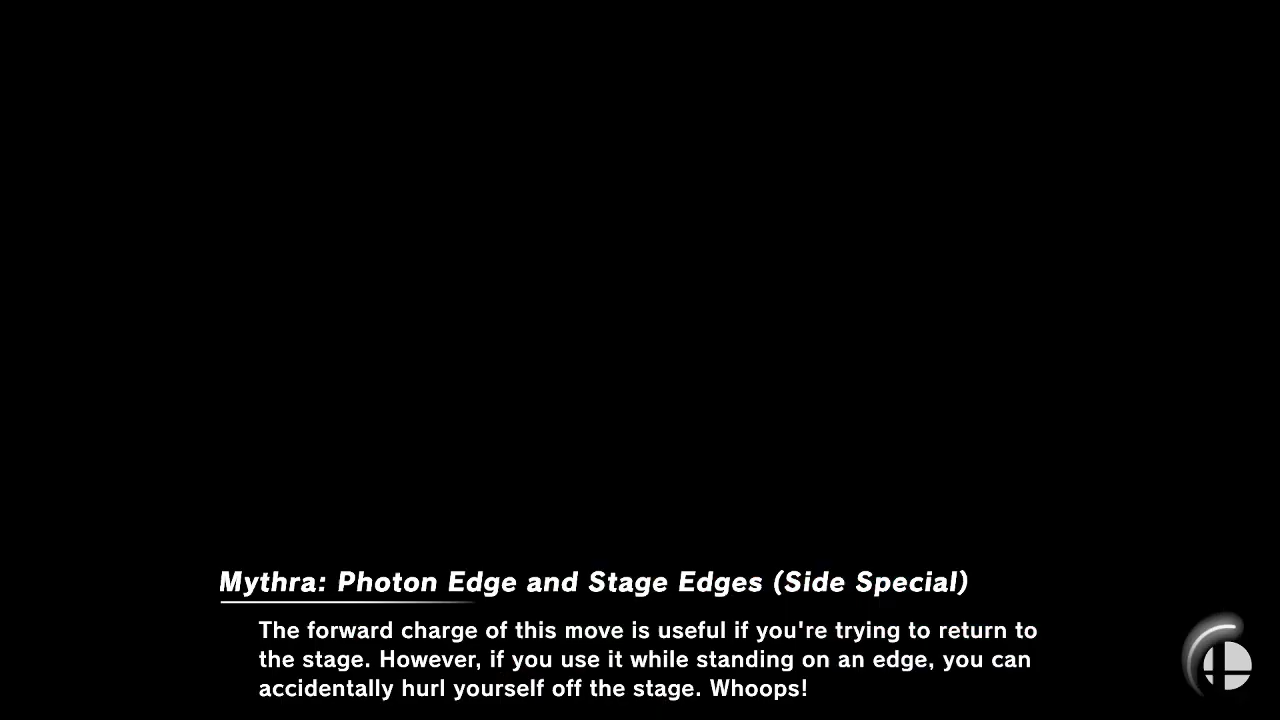 Mythra: Photon Edge and Stage Edges (Side Special)
The forward charge of this move is useful if you're trying to return to
the stage. However, if you use it while standing on an edge, you can
accidentally hurl yourself off the stage. Whoops!